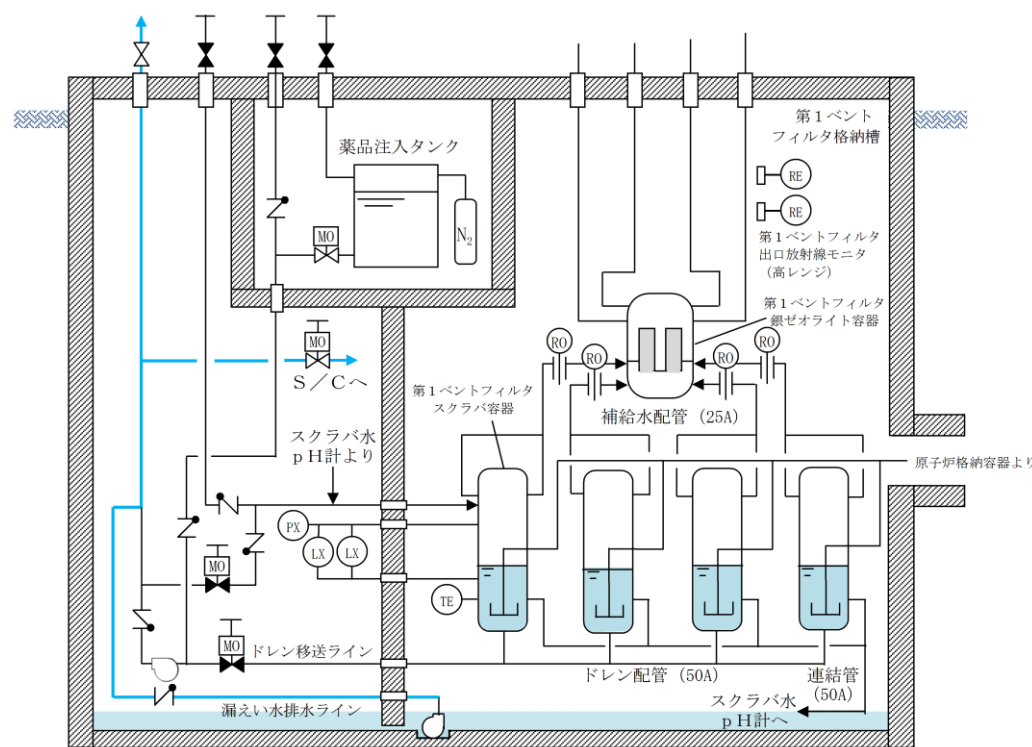 第1ベント
フィルタ格納槽
薬品注入タンク
MO
N₂
RE
RE
第1ベントフィルタ
出口放射線モニタ
(高レンジ)
第1ベントフィルタ
銀ゼオライト容器
MO
S/Cへ
RO
RO
RO
RO
第1ベントフィルタ
スクラバ容器
補給水配管 (25A)
スクラバ水
pH計より
原子炉格納容器より
PX
LX
LX
MO
TE
MO
ドレン移送ライン
ドレン配管 (50A)
連結管
(50A)
漏えい水排水ライン
スクラバ水
pH計へ